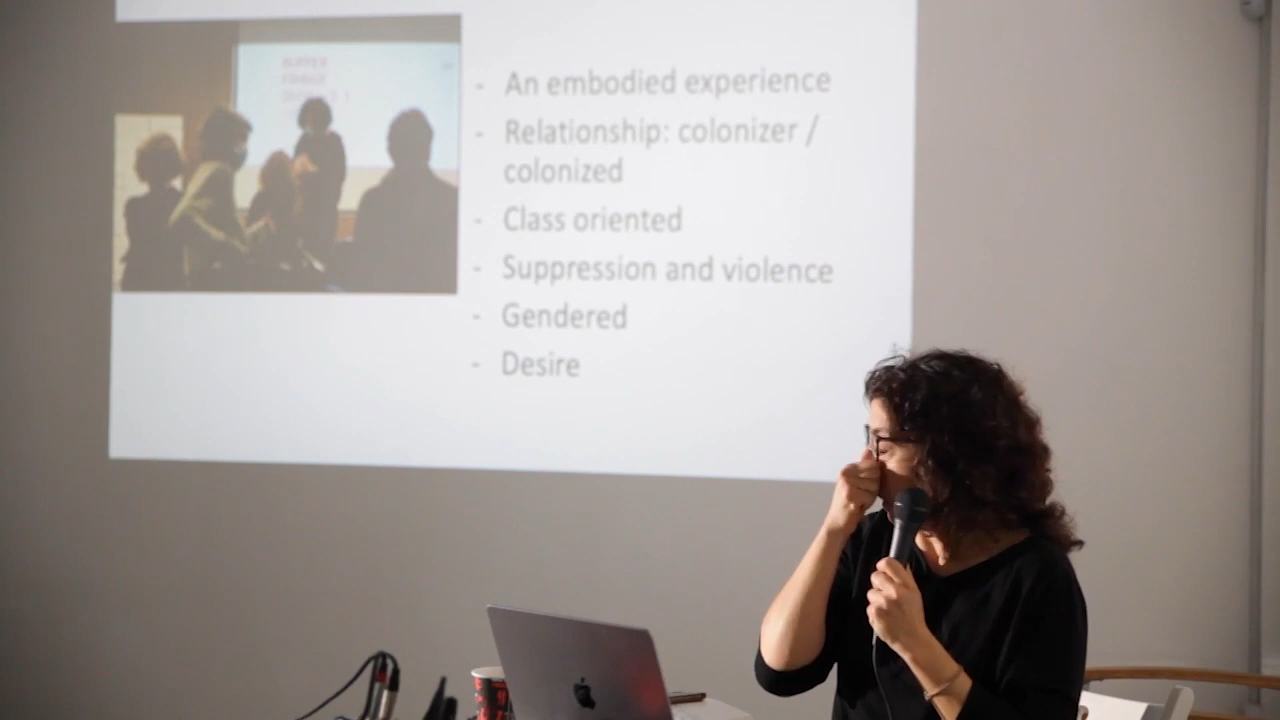 - An embodied experience
- Relationship: colonizer /
colonized
- Class oriented
- Suppression and violence
- Gendered
- Desire